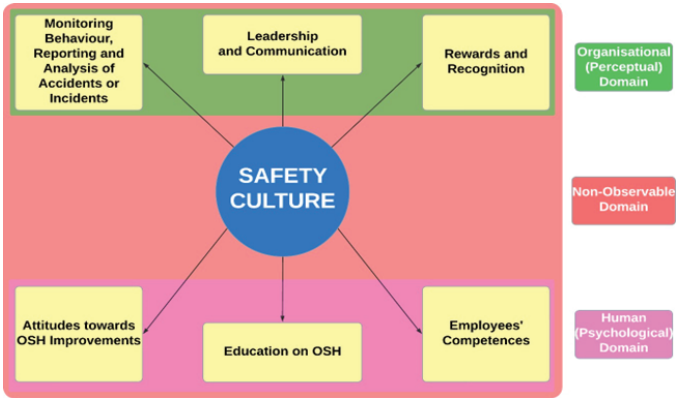 Monitoring
Behaviour,
Reporting and
Analysis of
Accidents or
Incidents
Leadership
and Communication
Rewards and
Recognition
Organisational
(Perceptual)
Domain
SAFETY
CULTURE
Non-Observable
Domain
Attitudes towards
OSH Improvements
Education on OSH
Employees'
Competences
Human
(Psychological)
Domain